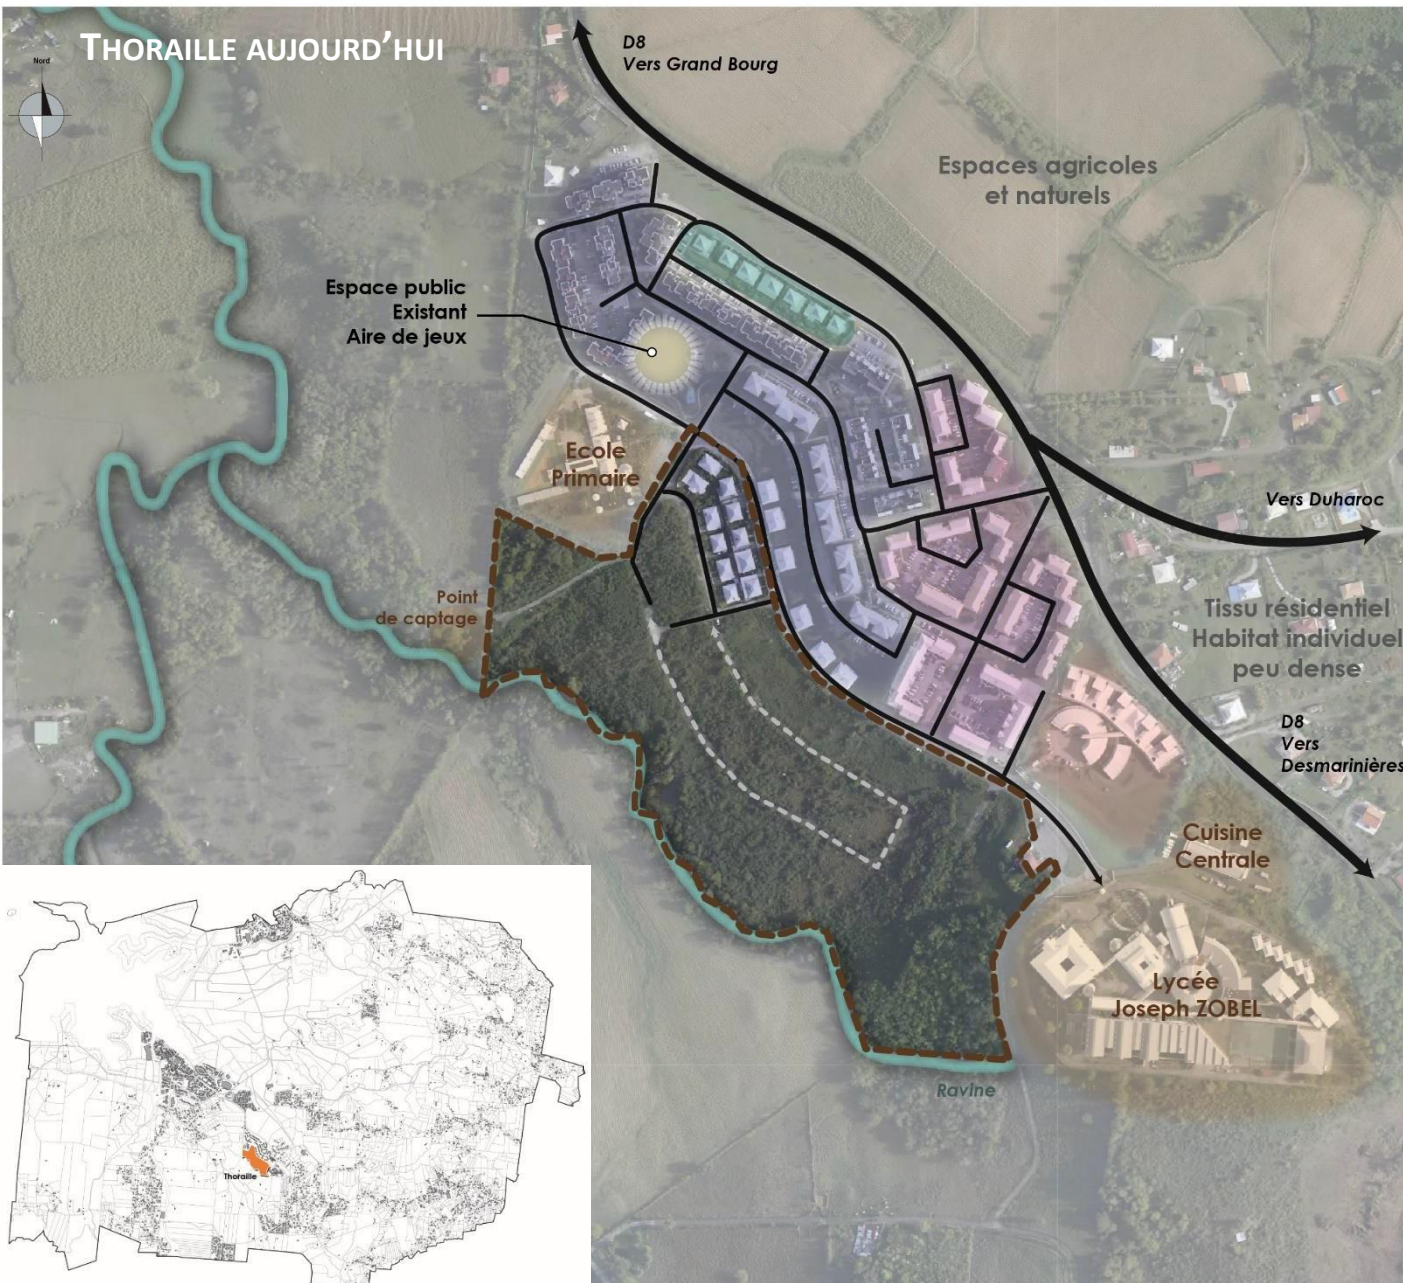 THORAILLE AUJOURD'HUI
Nord
D8
Vers Grand Bourg
Espaces agricoles
et naturels
Espace public
Existant
Aire de jeux
Ecole
Primaire
Vers Duharoc
Point
de captage
Tissu résidentiel
Habitat individuel
peu dense
D8
Vers
Desmarinières
Cuisine
Centrale
Lycée
Joseph ZOBEL
Ravine
Thoraille